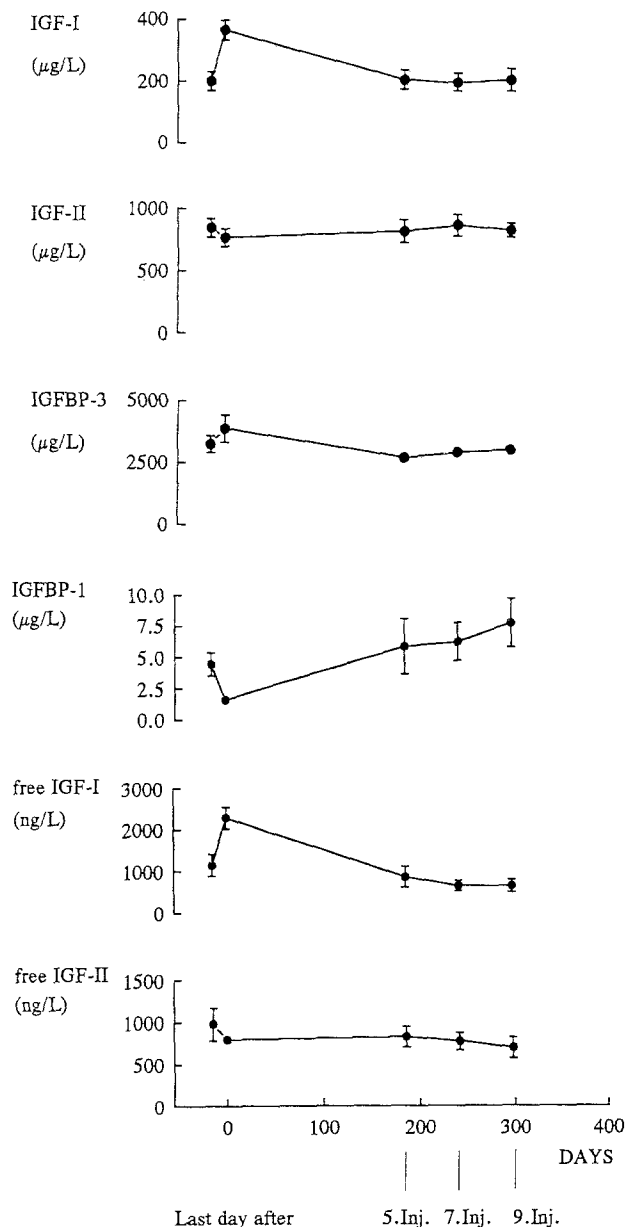 IGF-I
(μg/L)
400
200
0
IGF-II
(μg/L)
1000
500
0
IGFBP-3
(μg/L)
5000
2500
0
IGFBP-1
(μg/L)
10.0
7.5
5.0
2.5
0.0
free IGF-I
(ng/L)
3000
2000
1000
0
free IGF-II
(ng/L)
1500
1000
500
0
0 100 200 300 400
DAYS
Last day after 5.Inj. 7.Inj. 9.Inj.